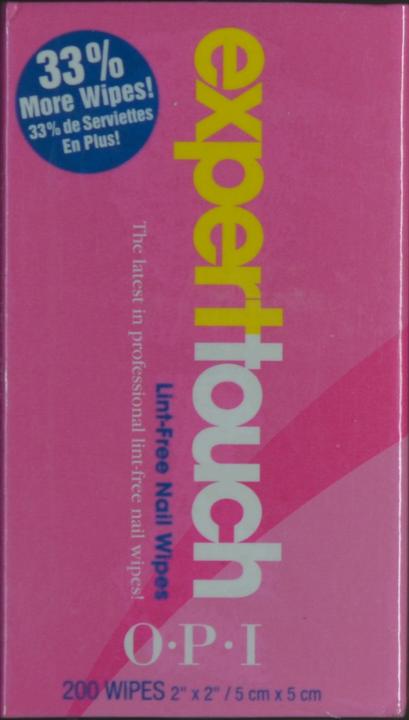 33%
More Wipes!
33% de Serviettes
En Plus!
experttouch
Lint-Free Nail Wipes
The latest in professional lint-free nail wipes!
O·P·I
200 WIPES 2" x 2" / 5 cm x 5 cm